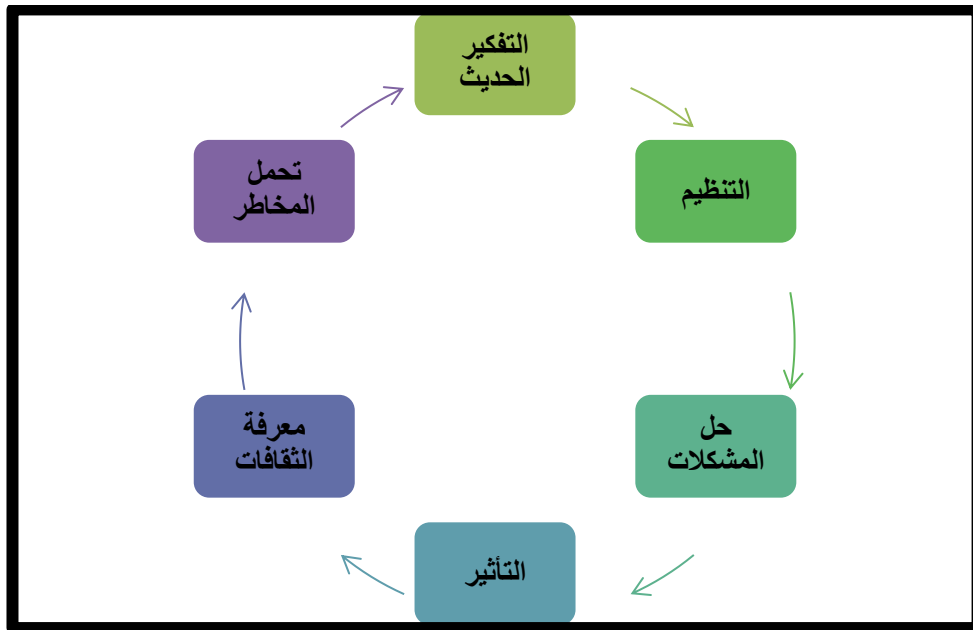 التفكير
الحديث
التنظيم
حل
المشكلات
التأثير
معرفة
الثقافات
تحمل
المخاطر